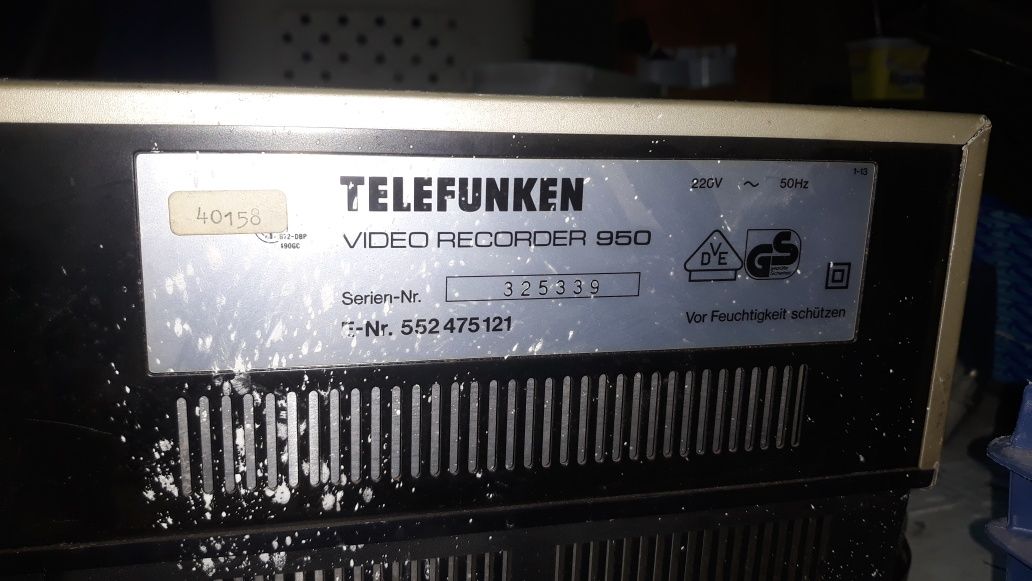 TELEFUNKEN
220V ~ 50Hz
1-13
40158
VIDEO RECORDER 950
VDE
GS
Serien-Nr. 325339
E-Nr. 552 475 121
Vor Feuchtigkeit schützen